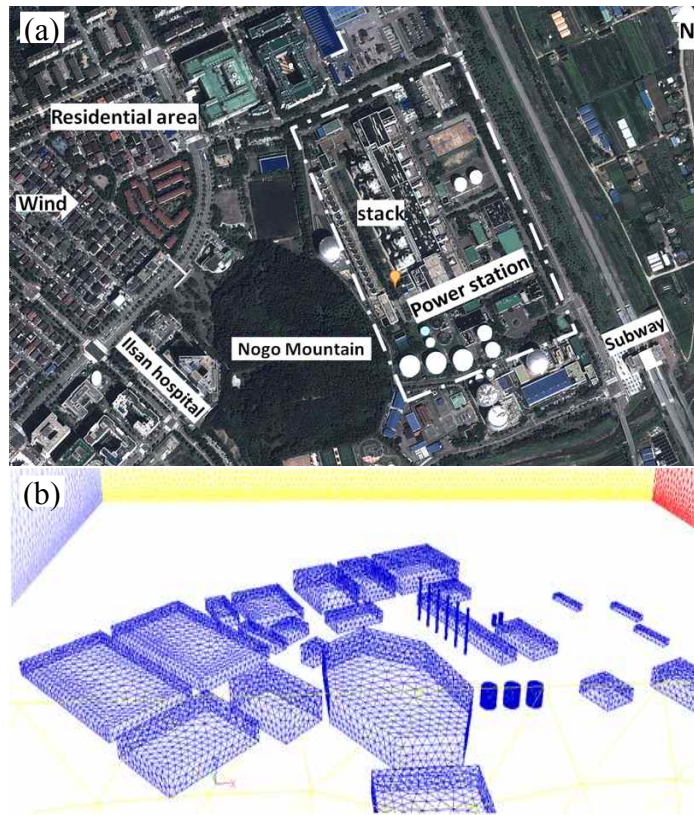 (a)
N
Residential area
Wind
stack
Power station
Subway
Nogo Mountain
Ilsan hospital
(b)
X